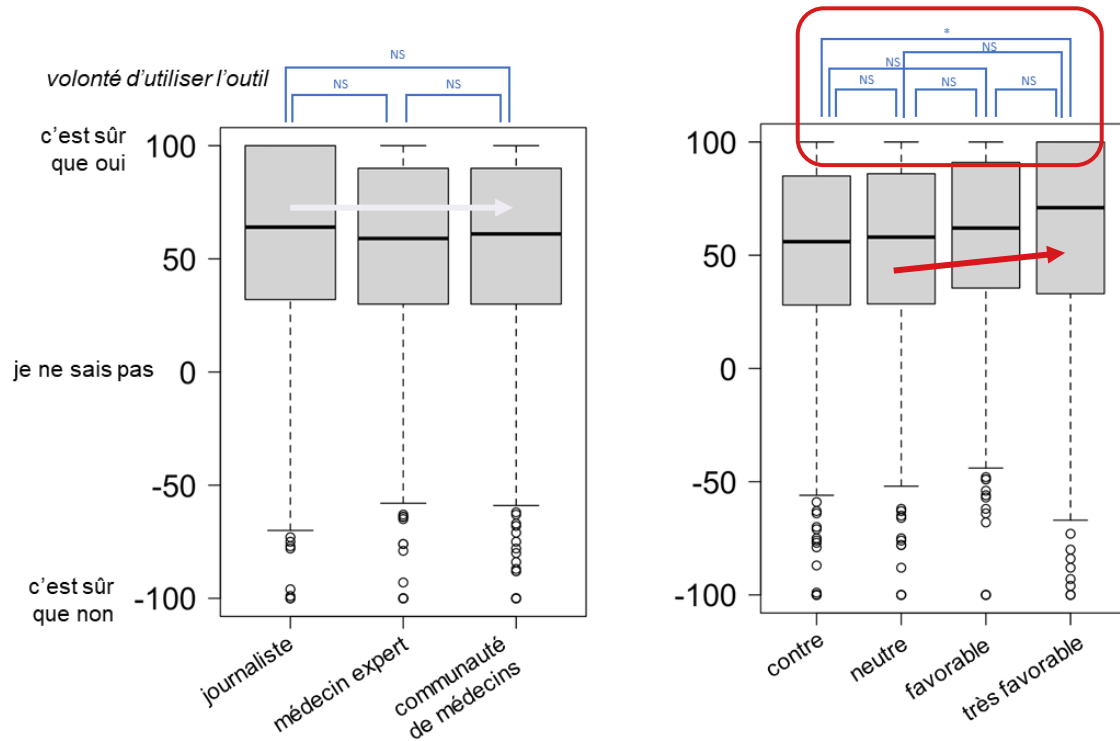 volonté d'utiliser l'outil
NS
NS
NS
c'est sûr
que oui
100
50
je ne sais pas
0
-50
c'est sûr
que non
-100
journaliste
médecin expert
communauté
de médecins
*
NS
NS
NS
NS
NS
100
50
0
-50
-100
contre
neutre
favorable
très favorable